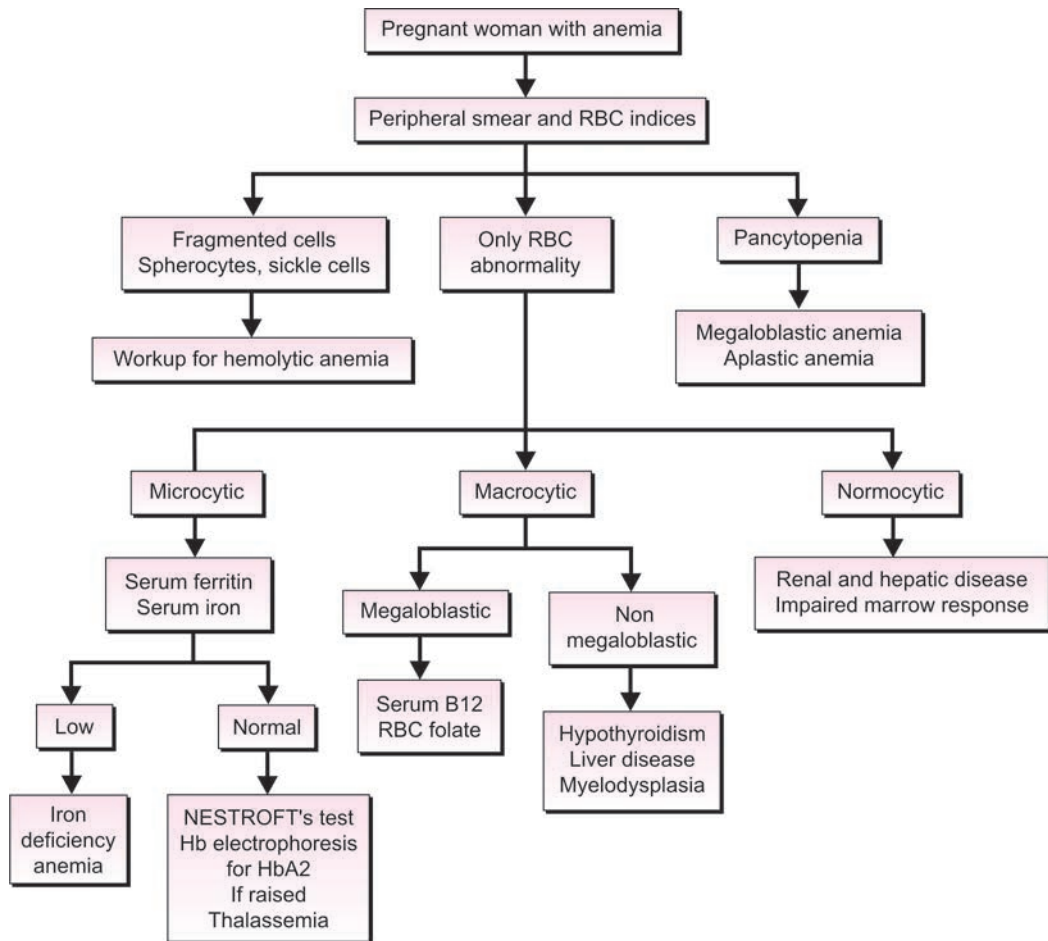 Pregnant woman with anemia
Peripheral smear and RBC indices
Fragmented cells
Spherocytes, sickle cells
Only RBC
abnormality
Pancytopenia
Workup for hemolytic anemia
Megaloblastic anemia
Aplastic anemia
Microcytic
Macrocytic
Normocytic
Serum ferritin
Serum iron
Megaloblastic
Non
megaloblastic
Renal and hepatic disease
Impaired marrow response
Low
Normal
Serum B12
RBC folate
Hypothyroidism
Liver disease
Myelodysplasia
Iron
deficiency
anemia
NESTROFT's test
Hb electrophoresis
for HbA2
If raised
Thalassemia